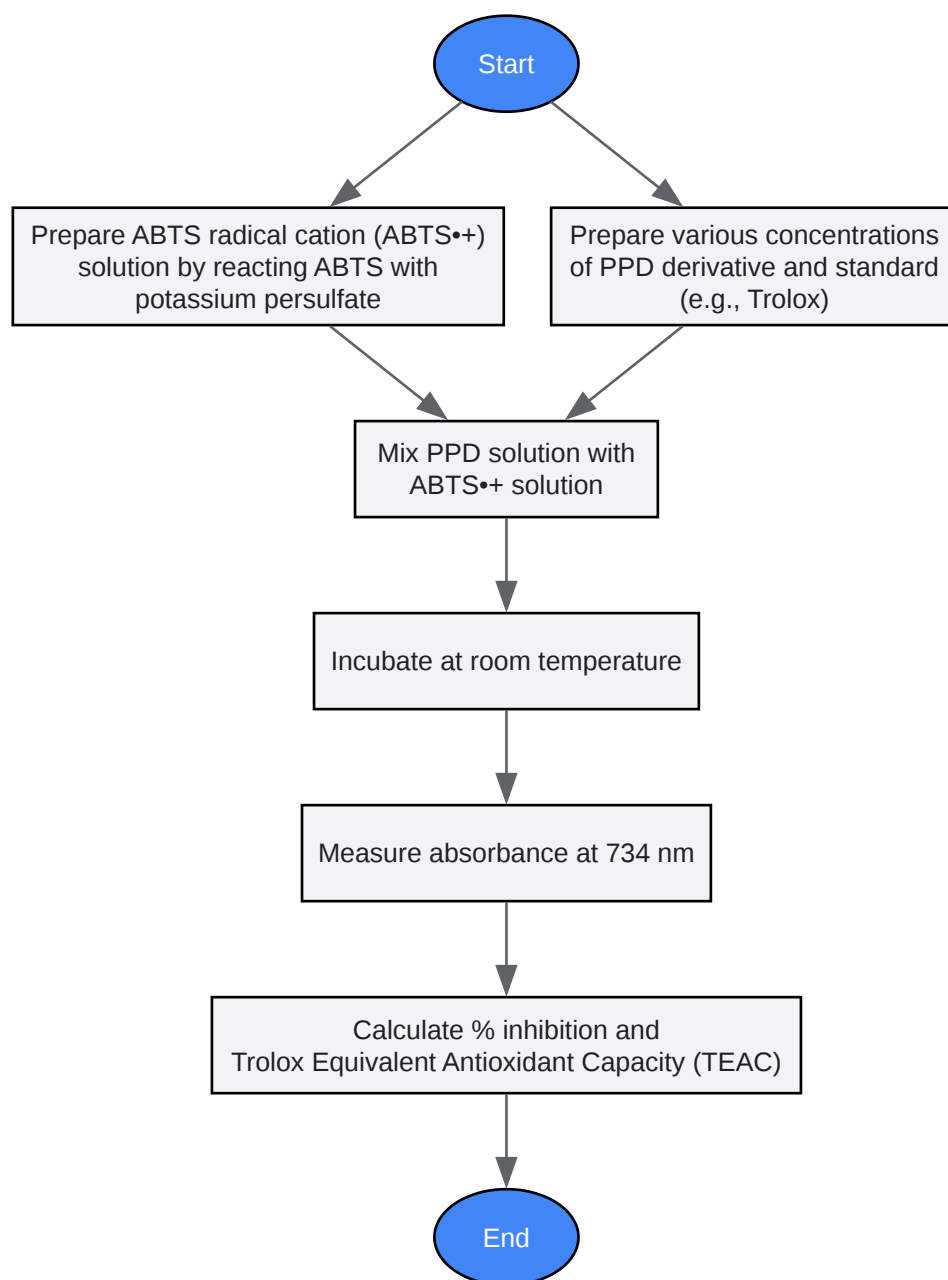 Start
Prepare ABTS radical cation (ABTS•+)
solution by reacting ABTS with
potassium persulfate
Prepare various concentrations
of PPD derivative and standard
(e.g., Trolox)
Mix PPD solution with
ABTS•+ solution
Incubate at room temperature
Measure absorbance at 734 nm
Calculate % inhibition and
Trolox Equivalent Antioxidant Capacity (TEAC)
End